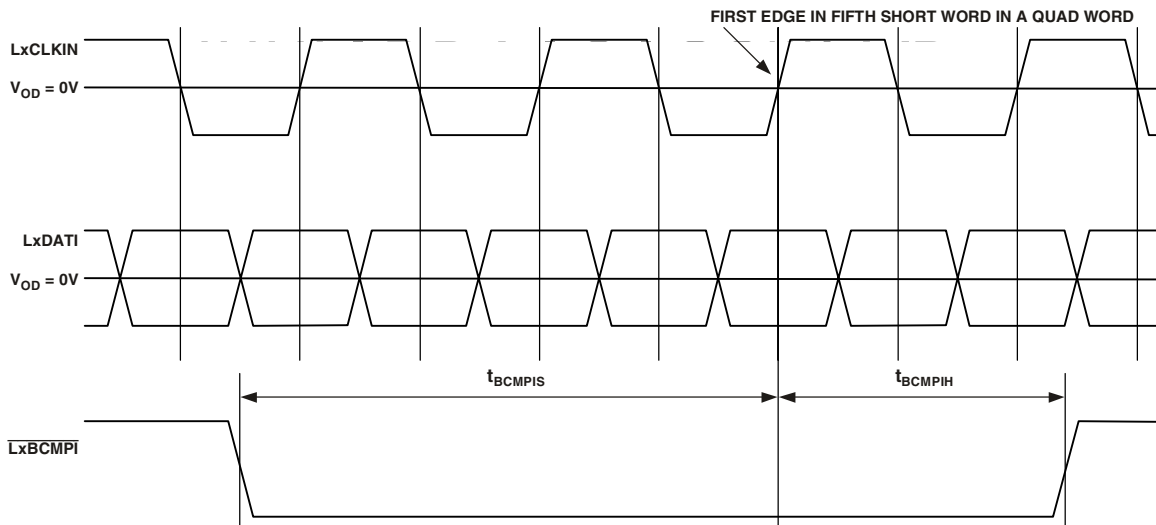 FIRST EDGE IN FIFTH SHORT WORD IN A QUAD WORD
LxCLKIN
VOD = 0V
LxDATI
VOD = 0V
tBCMPIS
tBCMPIH
LxBCMPI